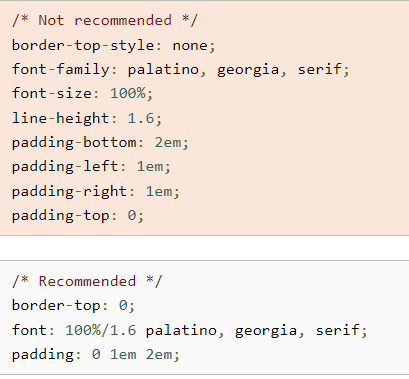 /* Not recommended */
border-top-style: none;
font-family: palatino, georgia, serif;
font-size: 100%;
line-height: 1.6;
padding-bottom: 2em;
padding-left: 1em;
padding-right: 1em;
padding-top: 0;
/* Recommended */
border-top: 0;
font: 100%/1.6 palatino, georgia, serif;
padding: 0 1em 2em;